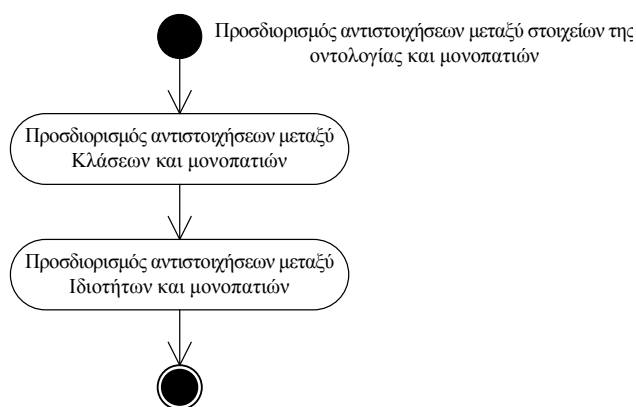 Προσδιορισμός αντιστοιχήσεων μεταξύ στοιχείων της
οντολογίας και μονοπατιών
Προσδιορισμός αντιστοιχήσεων μεταξύ
Κλάσεων και μονοπατιών
Προσδιορισμός αντιστοιχήσεων μεταξύ
Ιδιοτήτων και μονοπατιών